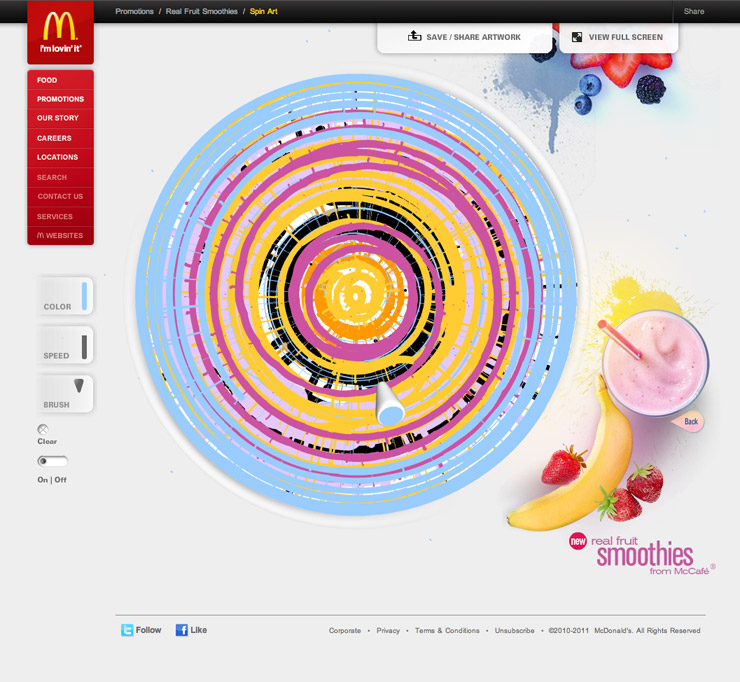 Promotions / Real Fruit Smoothies / Spin Art
Share
i'm lovin' it®
SAVE / SHARE ARTWORK
VIEW FULL SCREEN
FOOD
PROMOTIONS
OUR STORY
CAREERS
LOCATIONS
SEARCH
CONTACT US
SERVICES
WEBSITES
COLOR
SPEED
BRUSH
Clear
On | Off
Back
new real fruit
smoothies
from McCafé®
Follow
Like
Corporate • Privacy • Terms & Conditions • Unsubscribe • ©2010-2011 McDonald's. All Rights Reserved